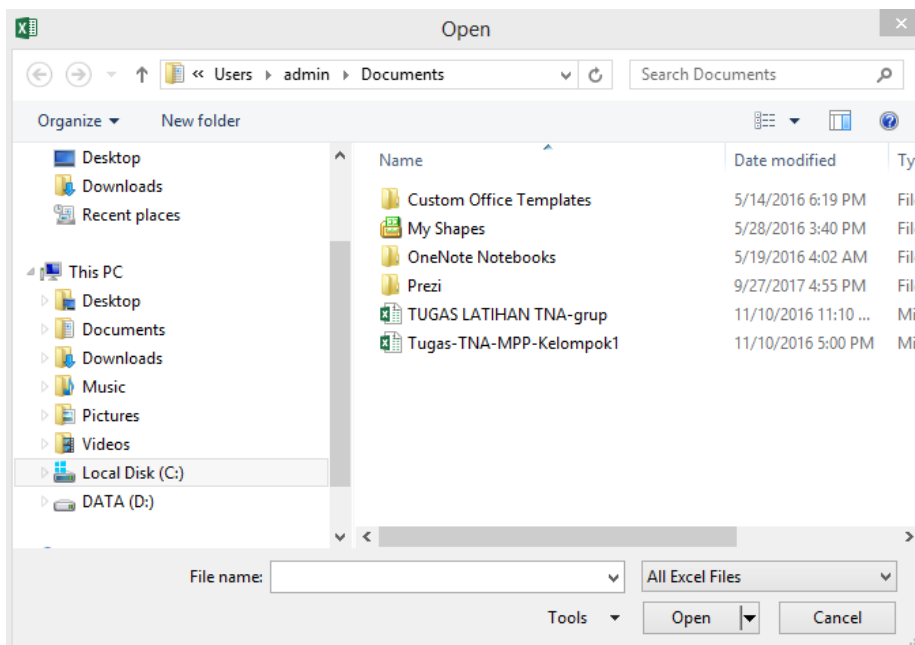 Open
« Users admin Documents Search Documents
Organize New folder
Name Date modified Ty
Desktop
Downloads
Recent places
This PC
Desktop
Documents
Downloads
Music
Pictures
Videos
Local Disk (C:)
DATA (D:)
Custom Office Templates 5/14/2016 6:19 PM Fil
My Shapes 5/28/2016 3:40 PM Fil
OneNote Notebooks 5/19/2016 4:02 AM Fil
Prezi 9/27/2017 4:55 PM Fil
TUGAS LATIHAN TNA-grup 11/10/2016 11:10 ... Mi
Tugas-TNA-MPP-Kelompok1 11/10/2016 5:00 PM Mi
File name: All Excel Files
Tools Open Cancel